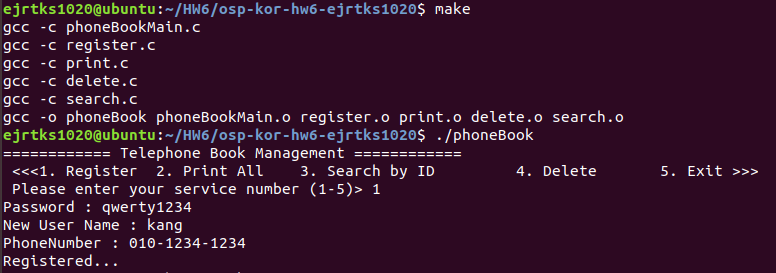 ejrtks1020@ubuntu:~/HW6/osp-kor-hw6-ejrtks1020$ make
gcc -c phoneBookMain.c
gcc -c register.c
gcc -c print.c
gcc -c delete.c
gcc -c search.c
gcc -o phoneBook phoneBookMain.o register.o print.o delete.o search.o
ejrtks1020@ubuntu:~/HW6/osp-kor-hw6-ejrtks1020$ ./phoneBook
============ Telephone Book Management ============
<<<1. Register 2. Print All 3. Search by ID 4. Delete 5. Exit >>>
Please enter your service number (1-5)> 1
Password : qwerty1234
New User Name : kang
PhoneNumber : 010-1234-1234
Registered...